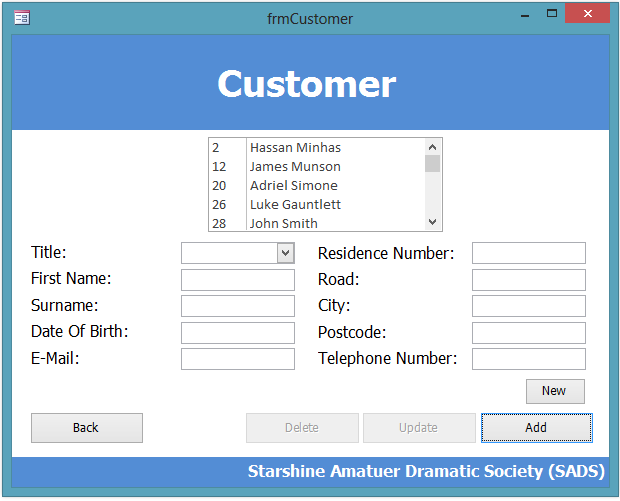 frmCustomer
Customer
2 Hassan Minhas
12 James Munson
20 Adriel Simone
26 Luke Gauntlett
28 John Smith
Title: Residence Number:
First Name: Road:
Surname: City:
Date Of Birth: Postcode:
E-Mail: Telephone Number:
New
Back Delete Update Add
Starshine Amatuer Dramatic Society (SADS)